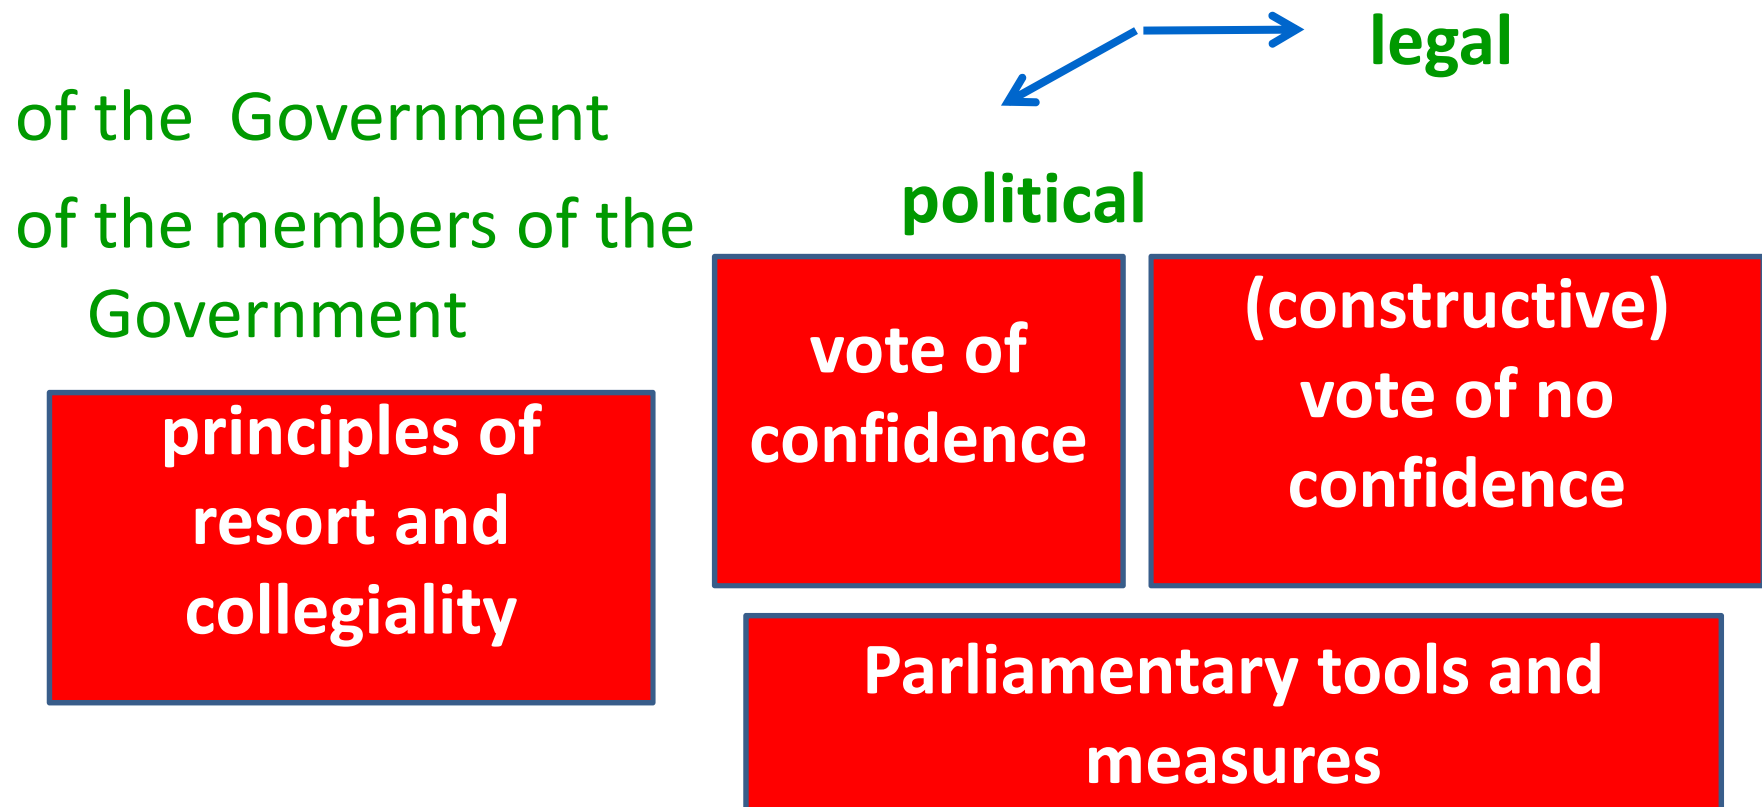 legal
of the  Government
political
of the members of the
Government
vote of
confidence
(constructive)
vote of no
confidence
principles of
resort and
collegiality
Parliamentary tools and
measures